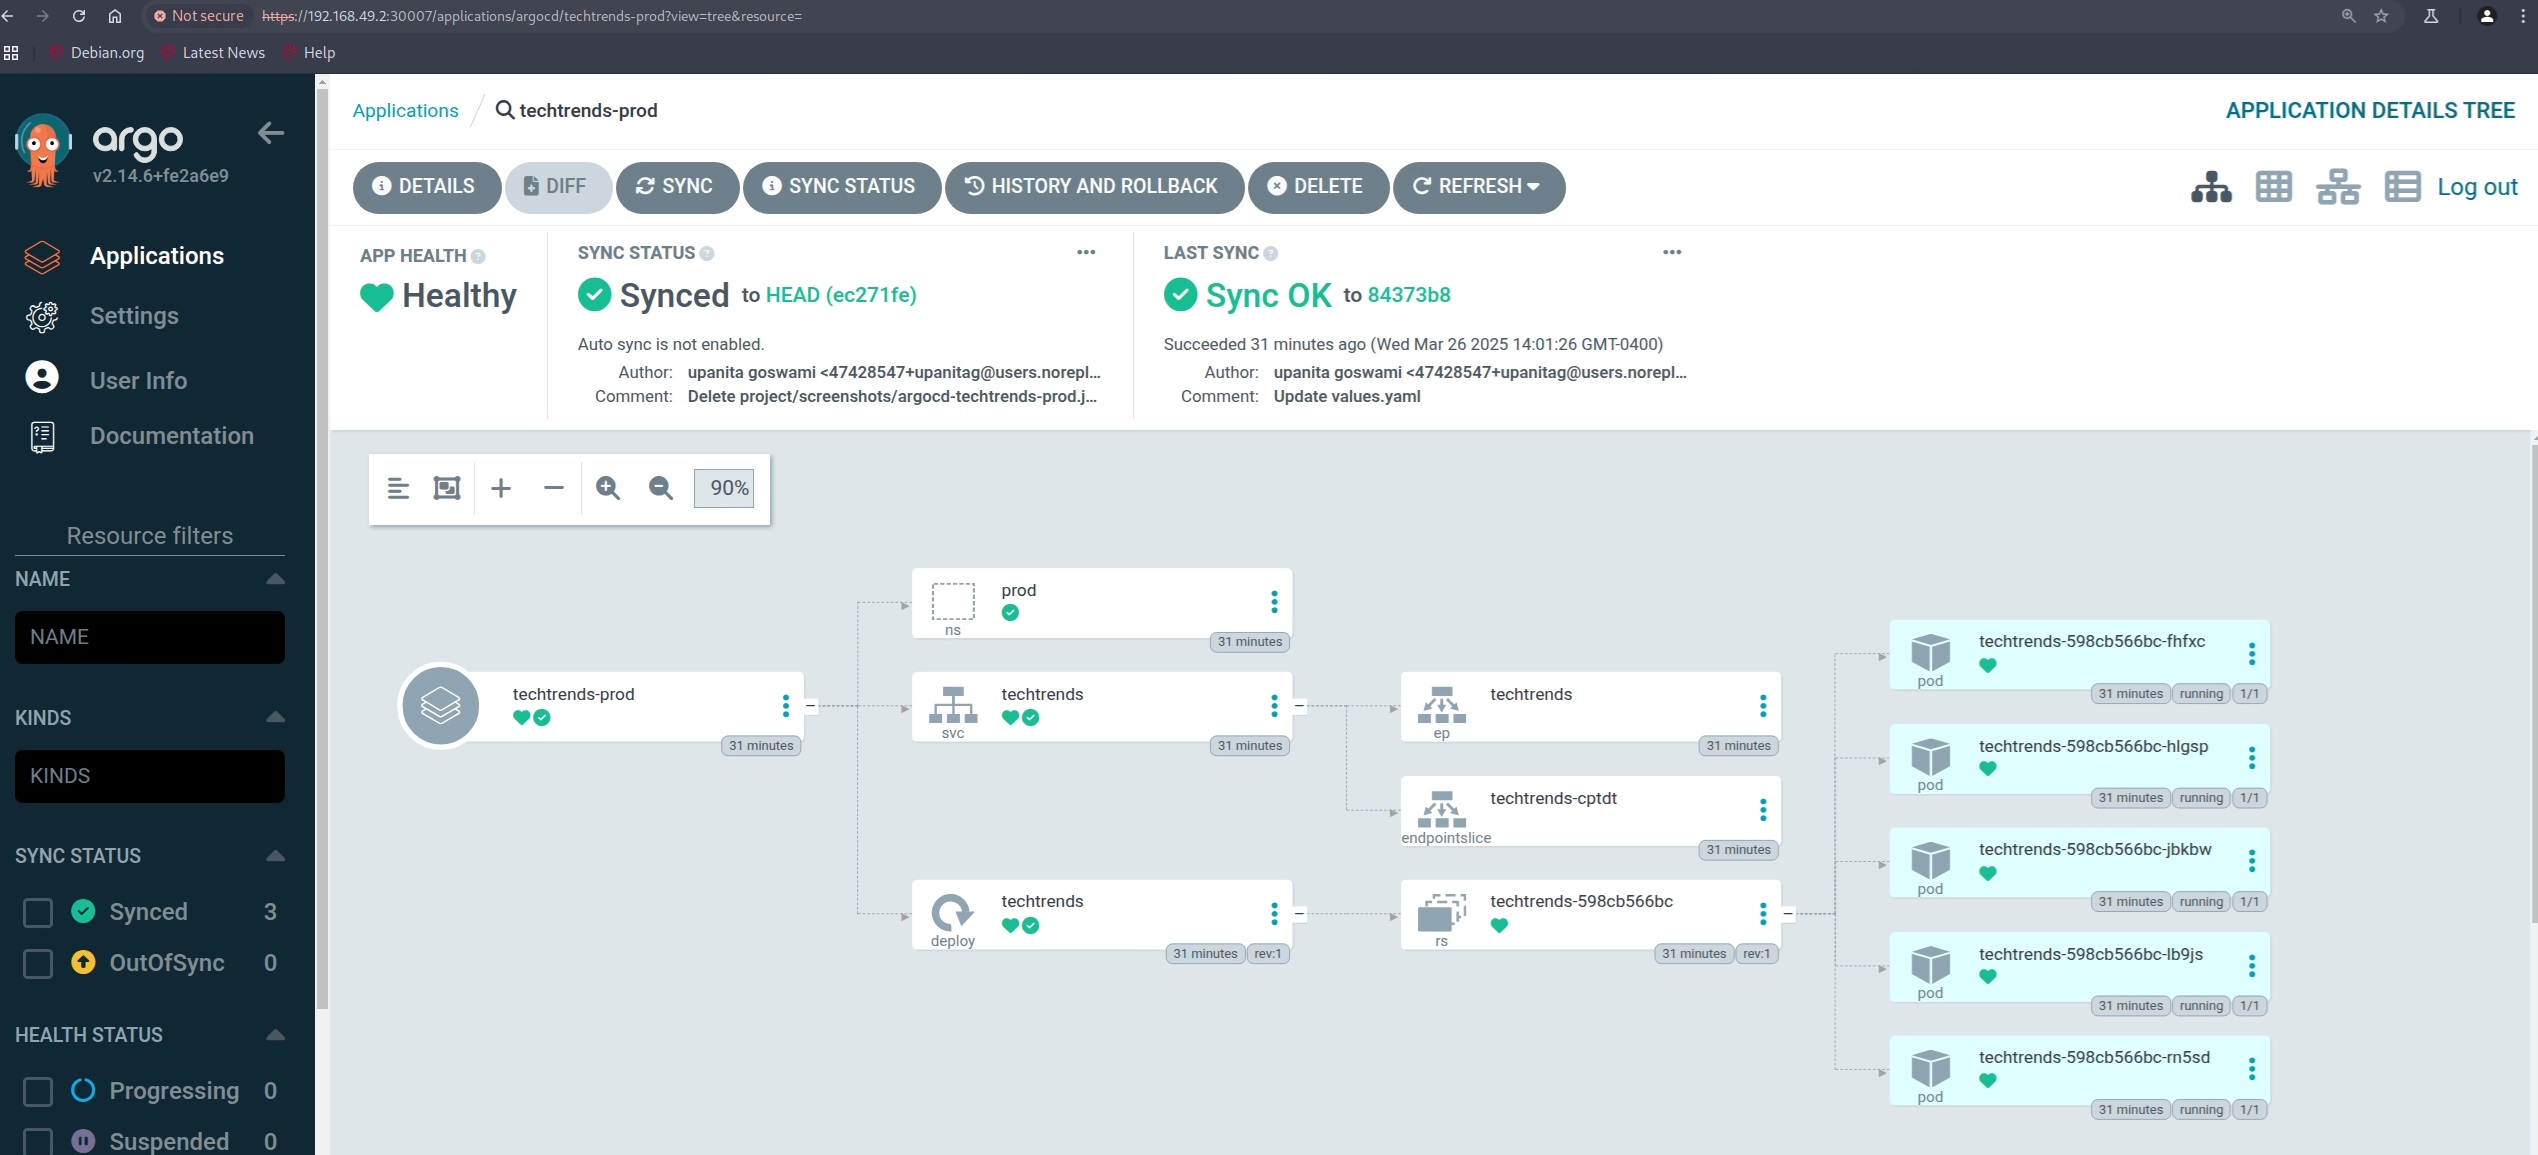 Not secure https://192.168.49.2:30007/applications/argocd/techtrends-prod?view=tree&resource=
Debian.org Latest News Help
argo
v2.14.6+fe2a6e9
Applications
Settings
User Info
Documentation
Resource filters
NAME
NAME
KINDS
KINDS
SYNC STATUS
Synced 3
OutOfSync 0
HEALTH STATUS
Progressing 0
Suspended 0
Applications techtrends-prod
APPLICATION DETAILS TREE
DETAILS DIFF SYNC SYNC STATUS HISTORY AND ROLLBACK DELETE REFRESH
Log out
APP HEALTH
Healthy
SYNC STATUS
Synced to HEAD (ec271fe)
Auto sync is not enabled.
Author: upanita goswami <47428547+upanitag@users.norepl...
Comment: Delete project/screenshots/argocd-techtrends-prod.j...
LAST SYNC
Sync OK to 84373b8
Succeeded 31 minutes ago (Wed Mar 26 2025 14:01:26 GMT-0400)
Author: upanita goswami <47428547+upanitag@users.norepl...
Comment: Update values.yaml
90%
techtrends-prod
31 minutes
prod
ns
31 minutes
techtrends
svc
31 minutes
techtrends
deploy
31 minutes rev:1
techtrends
ep
31 minutes
techtrends-cptdt
endpointslice
31 minutes
techtrends-598cb566bc
rs
31 minutes rev:1
techtrends-598cb566bc-fhfxc
pod
31 minutes running 1/1
techtrends-598cb566bc-hlgsp
pod
31 minutes running 1/1
techtrends-598cb566bc-jbkbw
pod
31 minutes running 1/1
techtrends-598cb566bc-lb9js
pod
31 minutes running 1/1
techtrends-598cb566bc-rn5sd
pod
31 minutes running 1/1